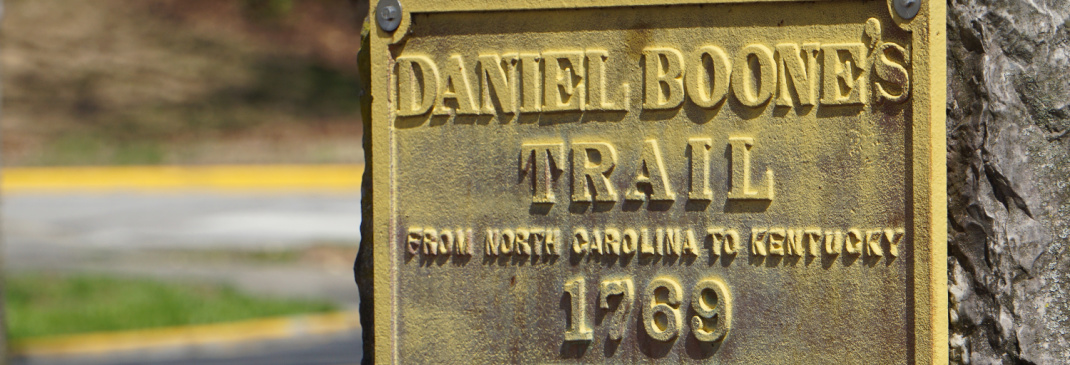 DANIEL BOONE'S
TRAIL
FROM NORTH CAROLINA TO KENTUCKY
1769